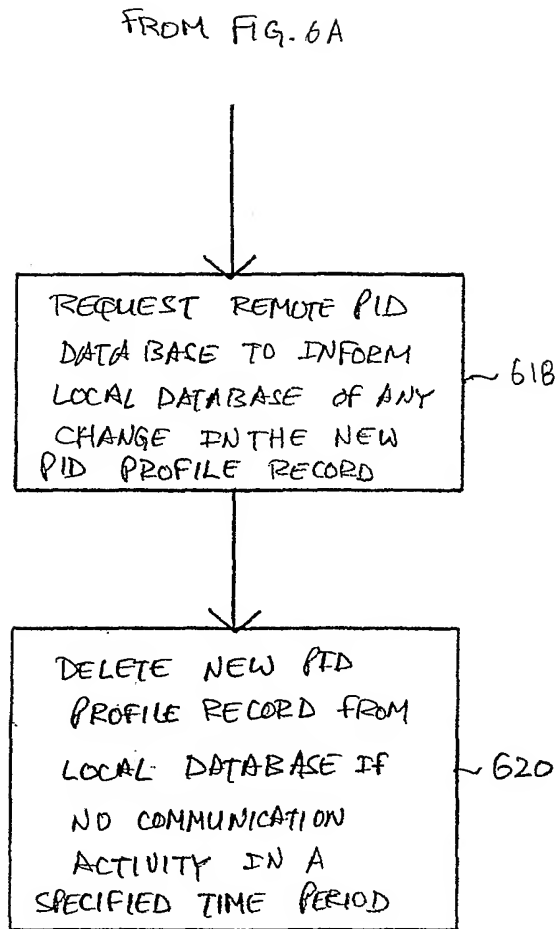 FROM FIG. 6A
REQUEST REMOTE PID
DATABASE TO INFORM
LOCAL DATABASE OF ANY
CHANGE IN THE NEW
PID PROFILE RECORD
618
DELETE NEW PID
PROFILE RECORD FROM
LOCAL DATABASE IF
NO COMMUNICATION
ACTIVITY IN A
SPECIFIED TIME PERIOD
620